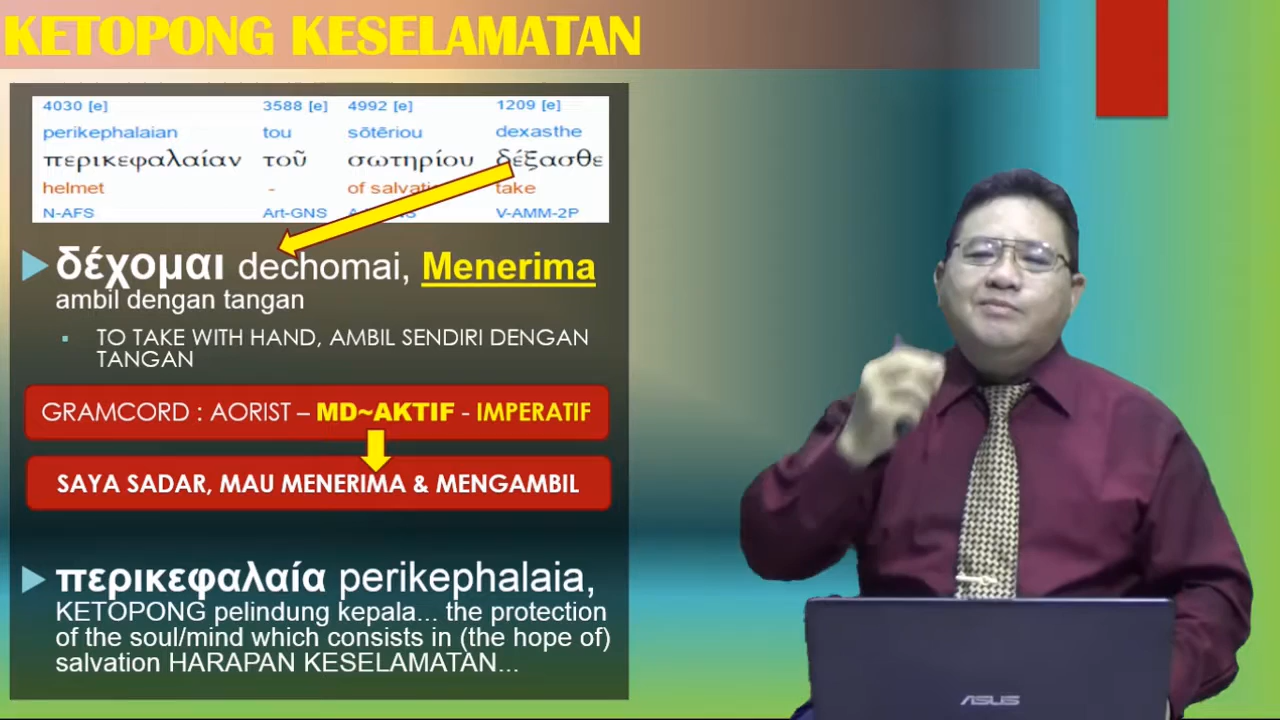 KETOPONG KESELAMATAN
4030 [e] 3588 [e] 4992 [e] 1209 [e]
perikephalaian tou sōtēriou dexasthe
περικεφαλαίαν τοῦ σωτηρίου δέξασθε
helmet - of take
N-AFS Art-GNS V-AMM-2P
δέχομαι dechomai, Menerima
ambil dengan tangan
TO TAKE WITH HAND, AMBIL SENDIRI DENGAN
TANGAN
GRAMCORD : AORIST – MD~AKTIF - IMPERATIF
SAYA SADAR, MAU MENERIMA & MENGAMBIL
περικεφαλαία perikephalaia,
KETOPONG pelindung kepala... the protection
of the soul/mind which consists in (the hope of)
salvation HARAPAN KESELAMATAN...
ASUS